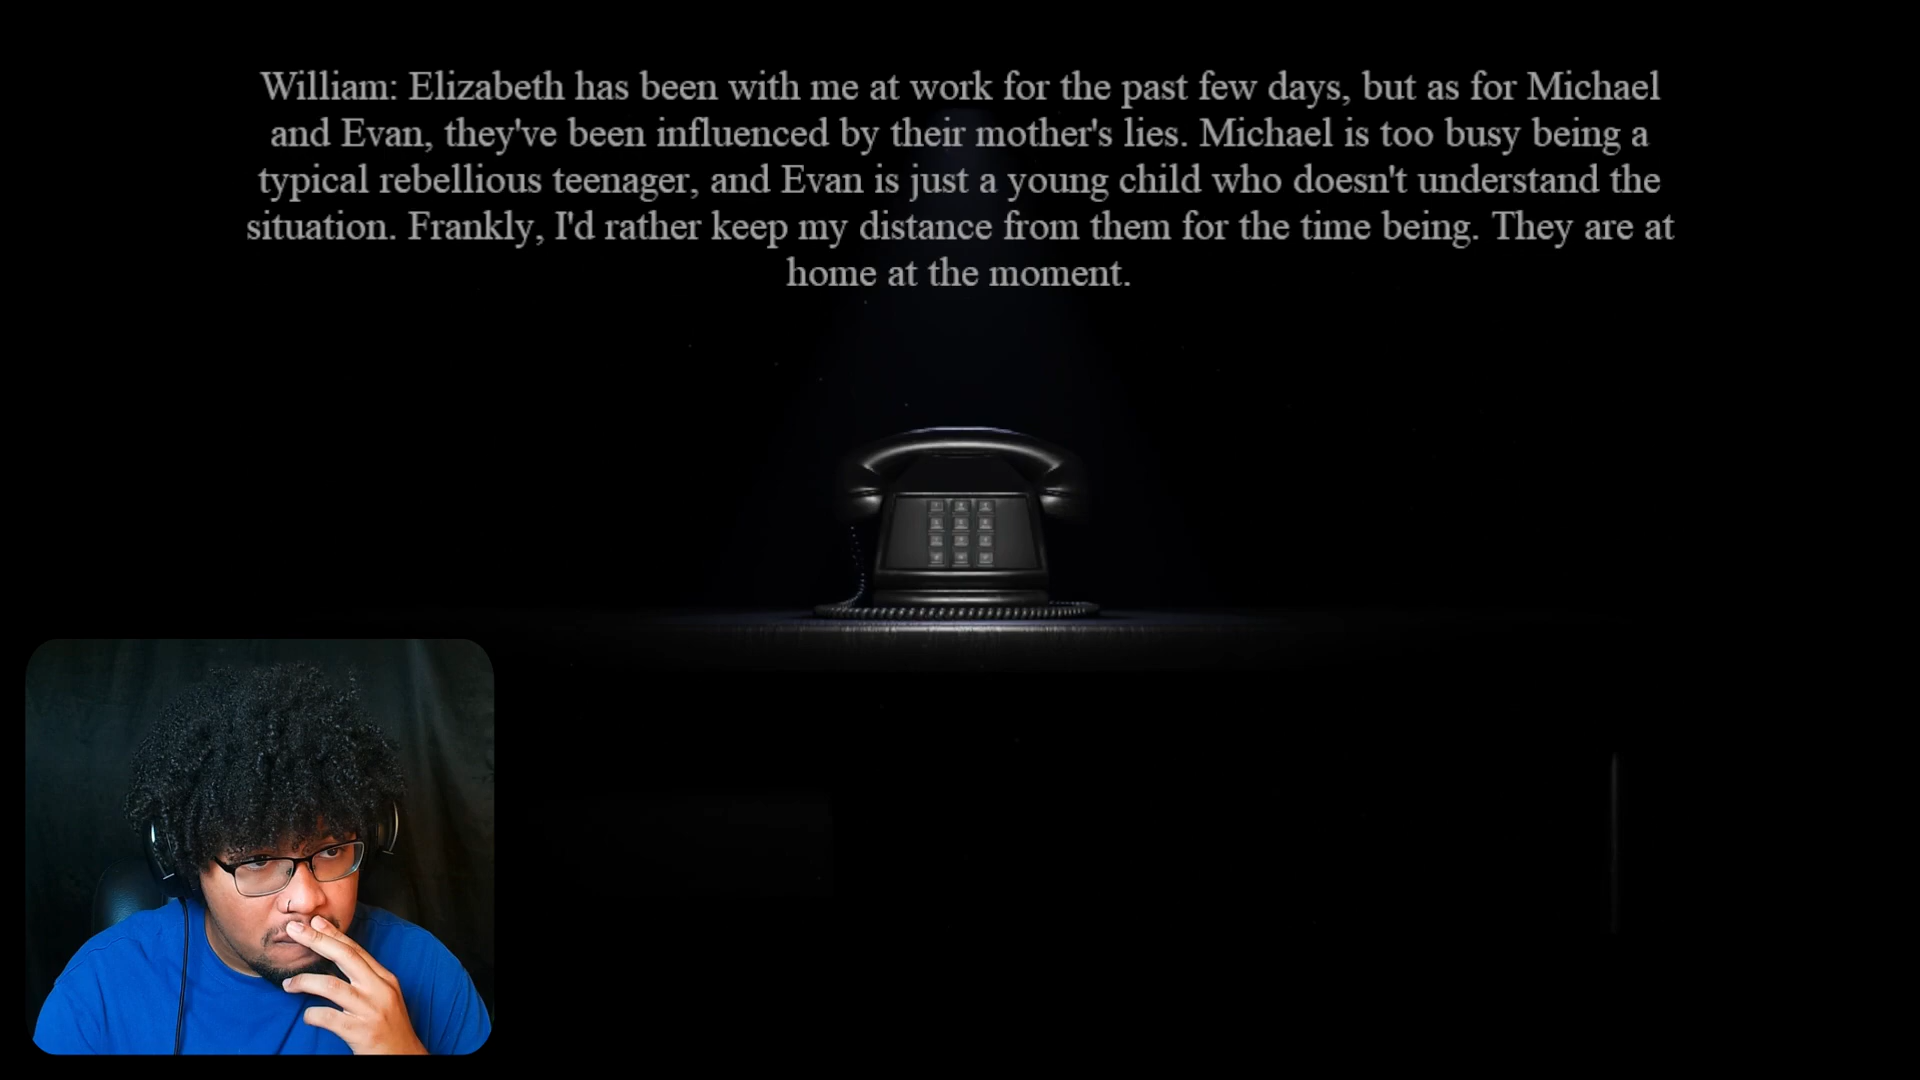 William: Elizabeth has been with me at work for the past few days, but as for Michael
and Evan, they've been influenced by their mother's lies. Michael is too busy being a
typical rebellious teenager, and Evan is just a young child who doesn't understand the
situation. Frankly, I'd rather keep my distance from them for the time being. They are at
home at the moment.